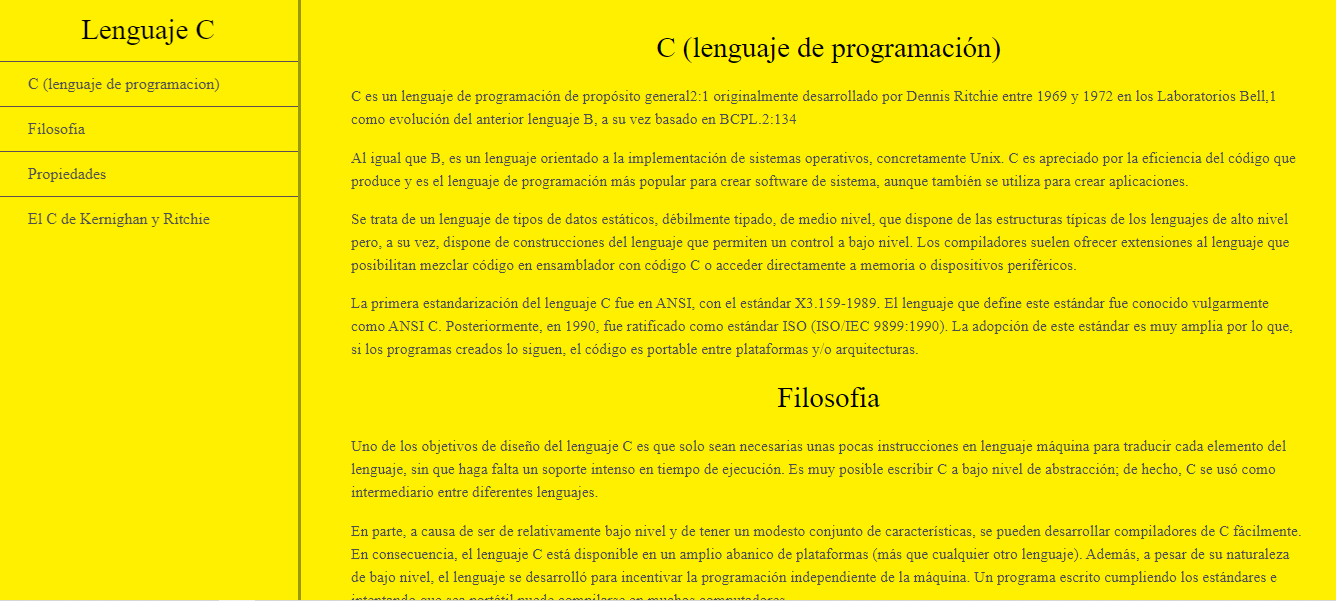 Lenguaje C
C (lenguaje de programacion)
Filosofía
Propiedades
El C de Kernighan y Ritchie
C (lenguaje de programación)
C es un lenguaje de programación de propósito general2:1 originalmente desarrollado por Dennis Ritchie entre 1969 y 1972 en los Laboratorios Bell,1
como evolución del anterior lenguaje B, a su vez basado en BCPL.2:134
Al igual que B, es un lenguaje orientado a la implementación de sistemas operativos, concretamente Unix. C es apreciado por la eficiencia del código que
produce y es el lenguaje de programación más popular para crear software de sistema, aunque también se utiliza para crear aplicaciones.
Se trata de un lenguaje de tipos de datos estáticos, débilmente tipado, de medio nivel, que dispone de las estructuras típicas de los lenguajes de alto nivel
pero, a su vez, dispone de construcciones del lenguaje que permiten un control a bajo nivel. Los compiladores suelen ofrecer extensiones al lenguaje que
posibilitan mezclar código en ensamblador con código C o acceder directamente a memoria o dispositivos periféricos.
La primera estandarización del lenguaje C fue en ANSI, con el estándar X3.159-1989. El lenguaje que define este estándar fue conocido vulgarmente
como ANSI C. Posteriormente, en 1990, fue ratificado como estándar ISO (ISO/IEC 9899:1990). La adopción de este estándar es muy amplia por lo que,
si los programas creados lo siguen, el código es portable entre plataformas y/o arquitecturas.
Filosofia
Uno de los objetivos de diseño del lenguaje C es que solo sean necesarias unas pocas instrucciones en lenguaje máquina para traducir cada elemento del
lenguaje, sin que haga falta un soporte intenso en tiempo de ejecución. Es muy posible escribir C a bajo nivel de abstracción; de hecho, C se usó como
intermediario entre diferentes lenguajes.
En parte, a causa de ser de relativamente bajo nivel y de tener un modesto conjunto de características, se pueden desarrollar compiladores de C fácilmente.
En consecuencia, el lenguaje C está disponible en un amplio abanico de plataformas (más que cualquier otro lenguaje). Además, a pesar de su naturaleza
de bajo nivel, el lenguaje se desarrolló para incentivar la programación independiente de la máquina. Un programa escrito cumpliendo los estándares e
intentando que sea portátil puede compilarse en muchos computadores.